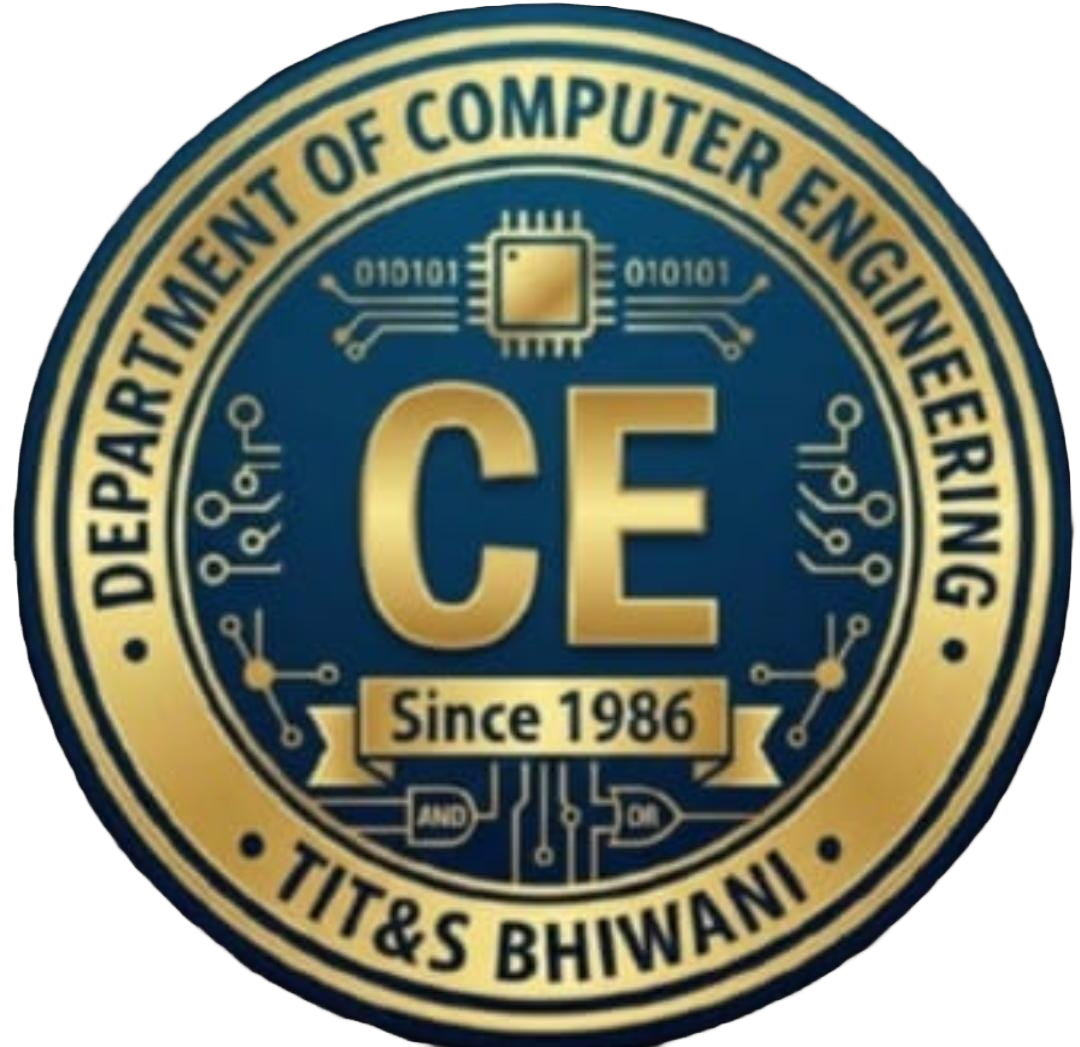 • DEPARTMENT OF COMPUTER ENGINEERING •
010101 010101
CE
Since 1986
AND OR
• TIT&S BHIWANI •